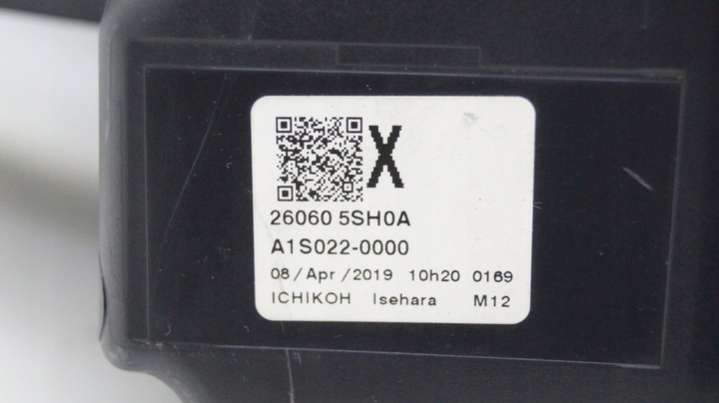 X
26060 5SH0A
A1S022-0000
08/Apr/2019 10h20 0169
ICHIKOH Isehara M12